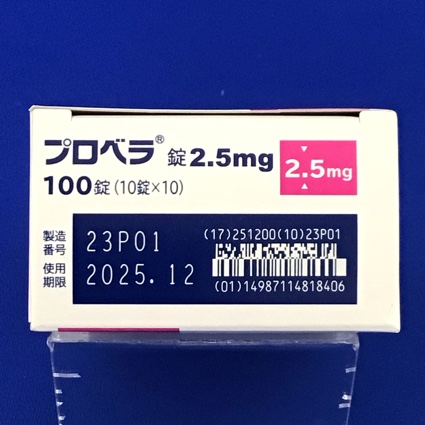 プロベラ® 錠2.5mg
2.5mg
100錠(10錠×10)
製造番号 23P01
使用期限 2025.12
(17)251200(10)23P01
(01)14987114818406